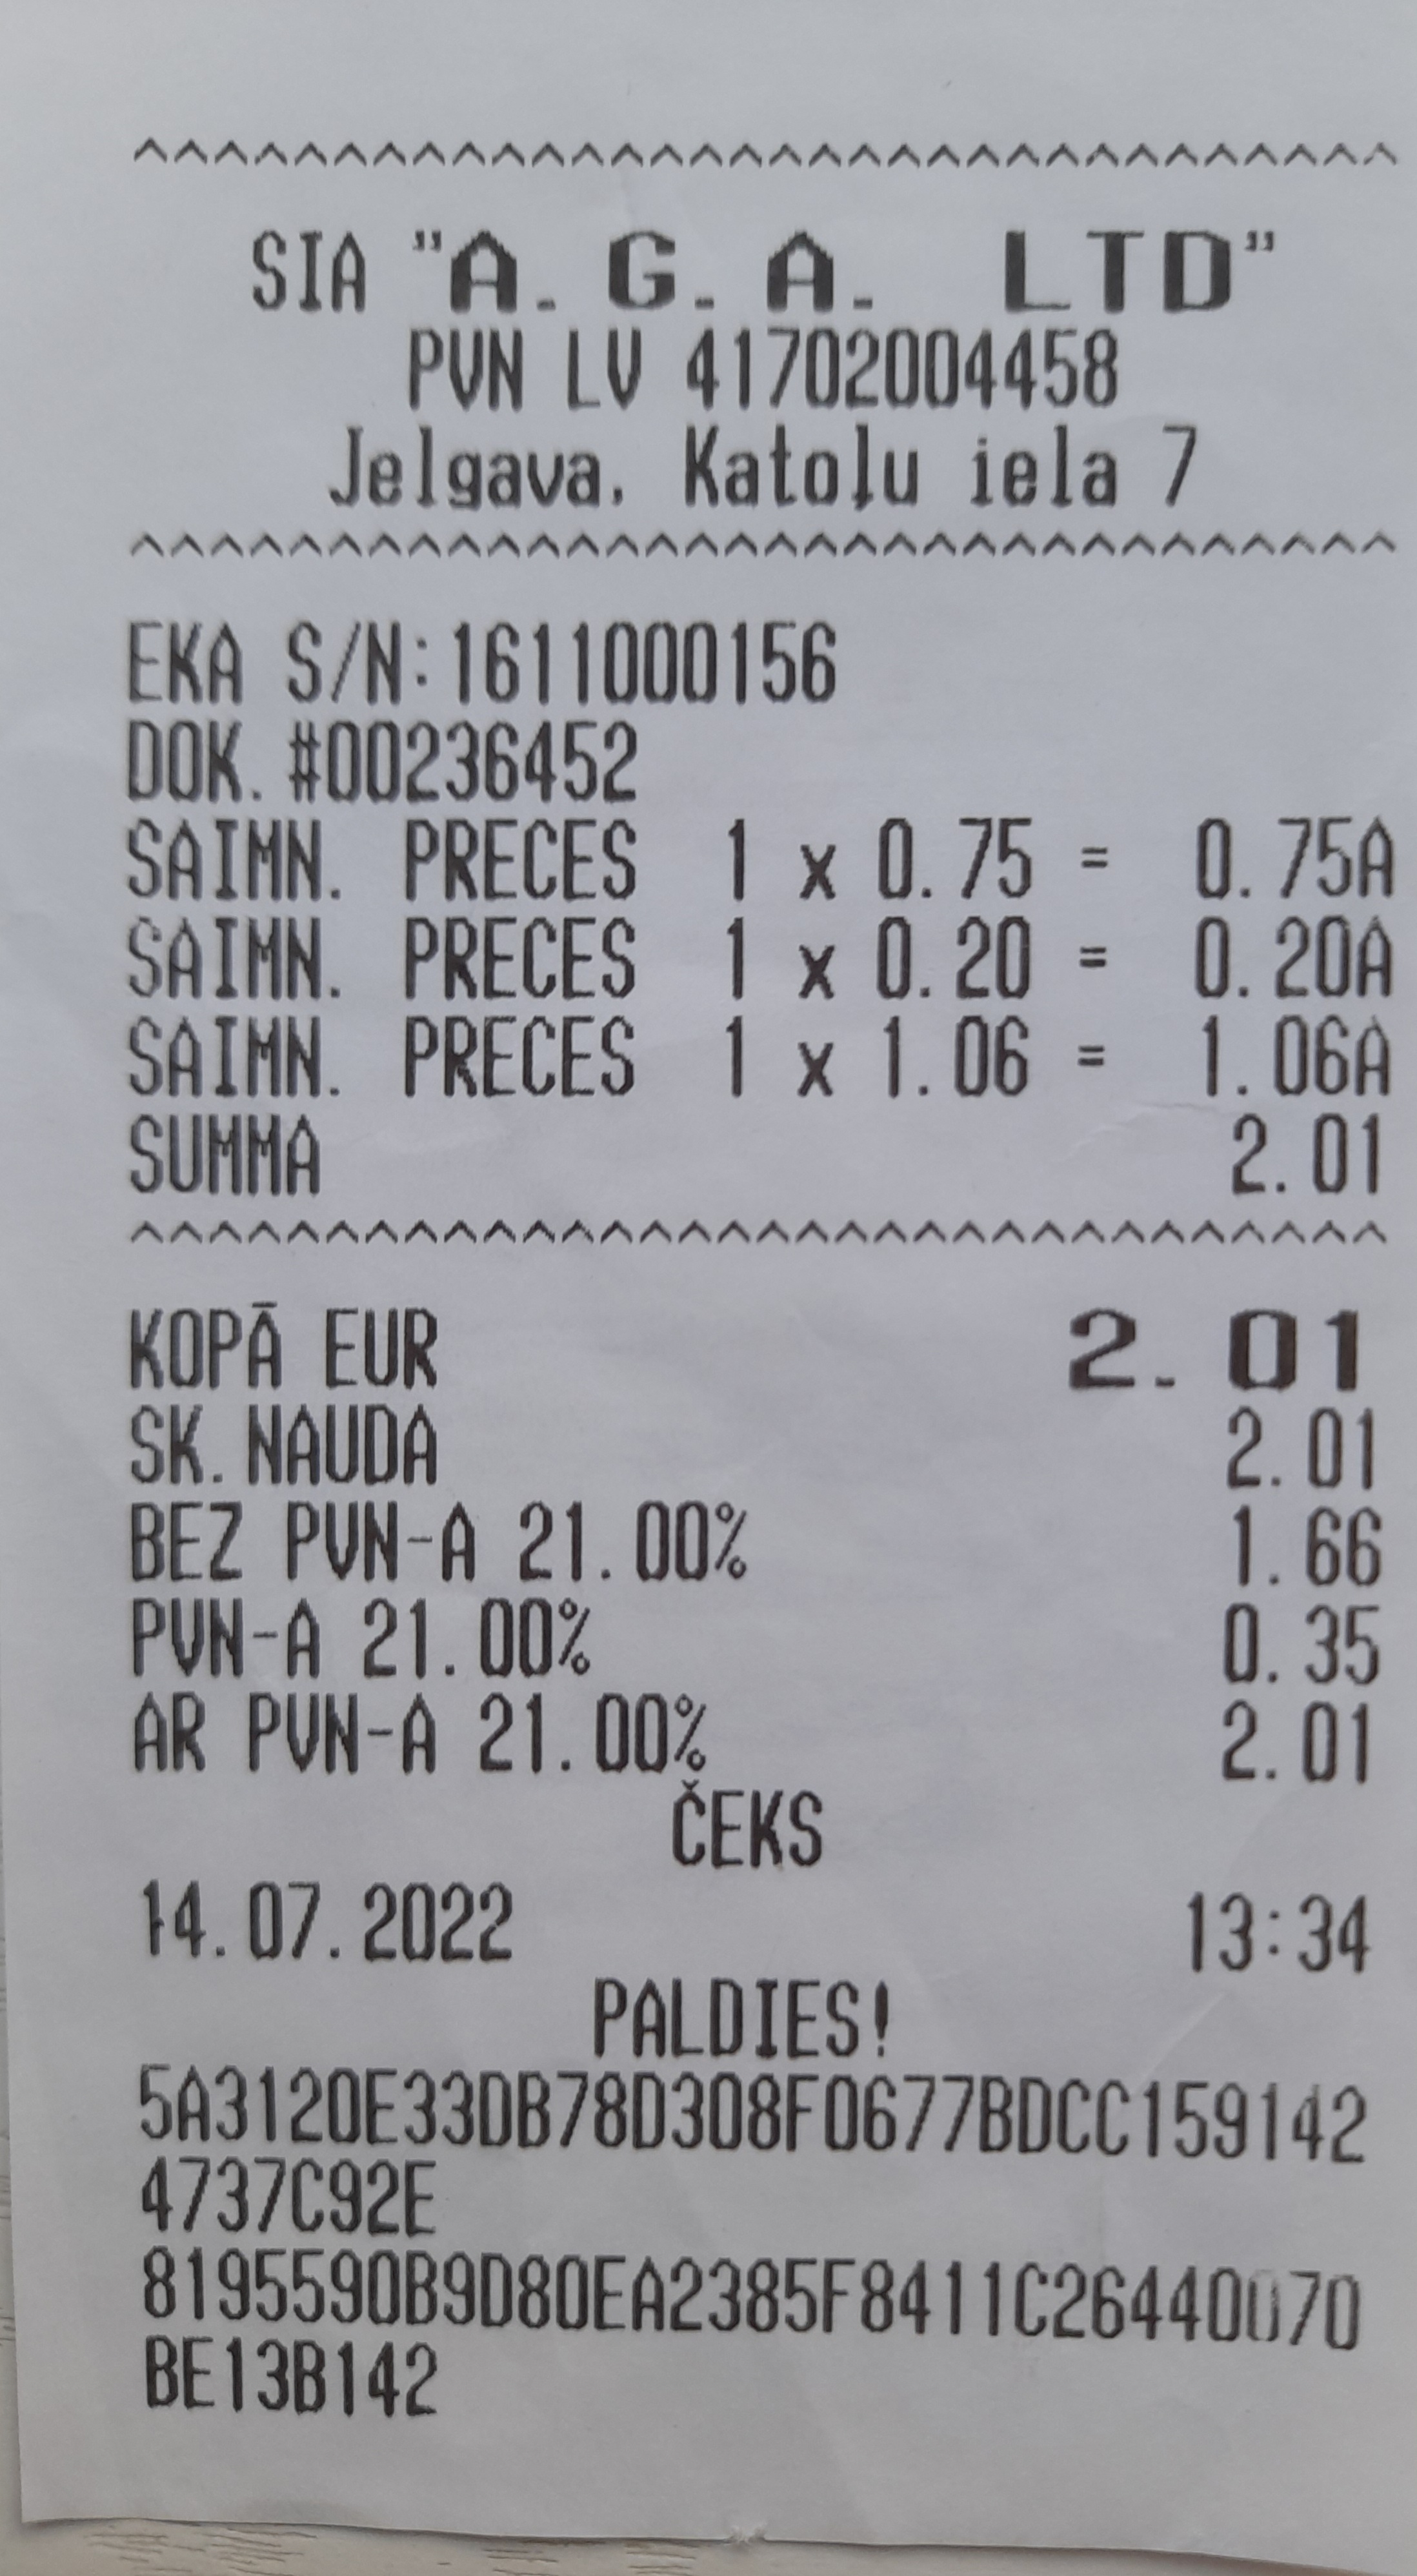 ^^^^^^^^^^^^^^^^^^^^^^^^^^^^^^^^
SIA "A.G.A. LTD"
PVN LV 41702004458
Jelgava, Katoļu iela 7
^^^^^^^^^^^^^^^^^^^^^^^^^^^^^^^^
EKA S/N:1611000156
DOK. #00236452
SAIMN. PRECES 1 x 0.75 = 0.75A
SAIMN. PRECES 1 x 0.20 = 0.20A
SAIMN. PRECES 1 x 1.06 = 1.06A
SUMMA 2.01
^^^^^^^^^^^^^^^^^^^^^^^^^^^^^^^^
KOPĀ EUR 2.01
SK.NAUDA 2.01
BEZ PVN-A 21.00% 1.66
PVN-A 21.00% 0.35
AR PVN-A 21.00% 2.01
ČEKS
14.07.2022 13:34
PALDIES!
5A3120E33DB78D308F0677BDCC159142
4737C92E
8195590B9D80EA2385F8411C26440070
BE13B142